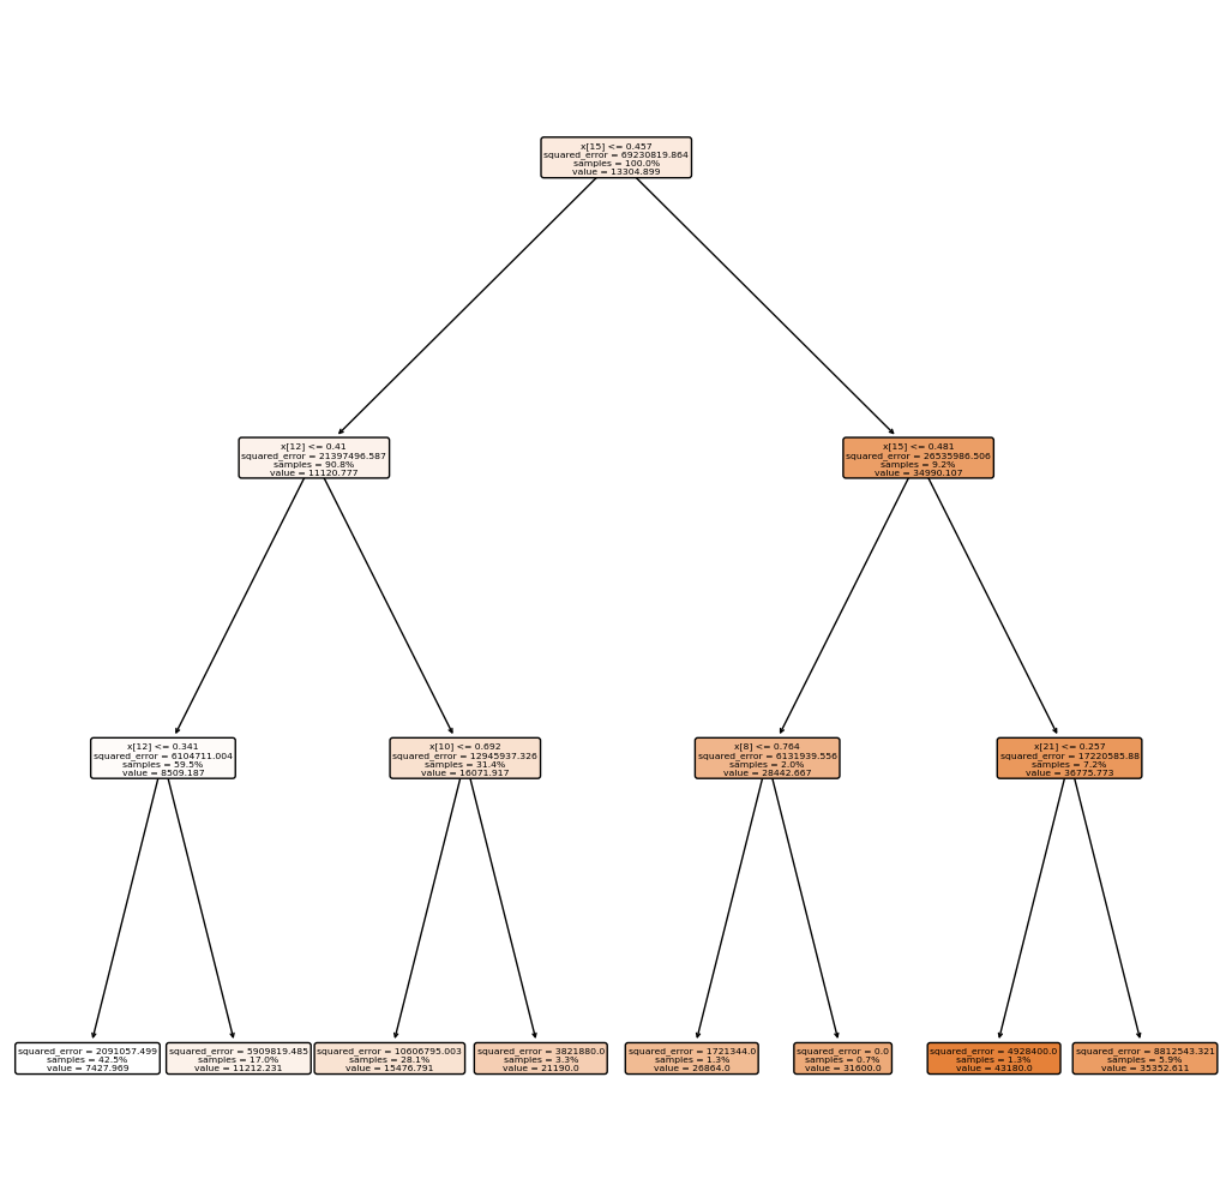 x[15] <= 0.457
squared_error = 69230819.864
samples = 100.0%
value = 13304.899
x[12] <= 0.41
squared_error = 21397496.587
samples = 90.8%
value = 11120.777
x[15] <= 0.481
squared_error = 26535986.506
samples = 9.2%
value = 34990.107
x[12] <= 0.341
squared_error = 6104711.004
samples = 59.5%
value = 8509.187
x[10] <= 0.692
squared_error = 12945937.326
samples = 31.4%
value = 16071.917
x[8] <= 0.764
squared_error = 6131939.556
samples = 2.0%
value = 28442.667
x[21] <= 0.257
squared_error = 17220585.88
samples = 7.2%
value = 36775.773
squared_error = 2091057.499
samples = 42.5%
value = 7427.969
squared_error = 5909819.485
samples = 17.0%
value = 11212.231
squared_error = 10606795.003
samples = 28.1%
value = 15476.791
squared_error = 3821880.0
samples = 3.3%
value = 21190.0
squared_error = 1721344.0
samples = 1.3%
value = 26864.0
squared_error = 0.0
samples = 0.7%
value = 31600.0
squared_error = 4928400.0
samples = 1.3%
value = 43180.0
squared_error = 8812543.321
samples = 5.9%
value = 35352.611